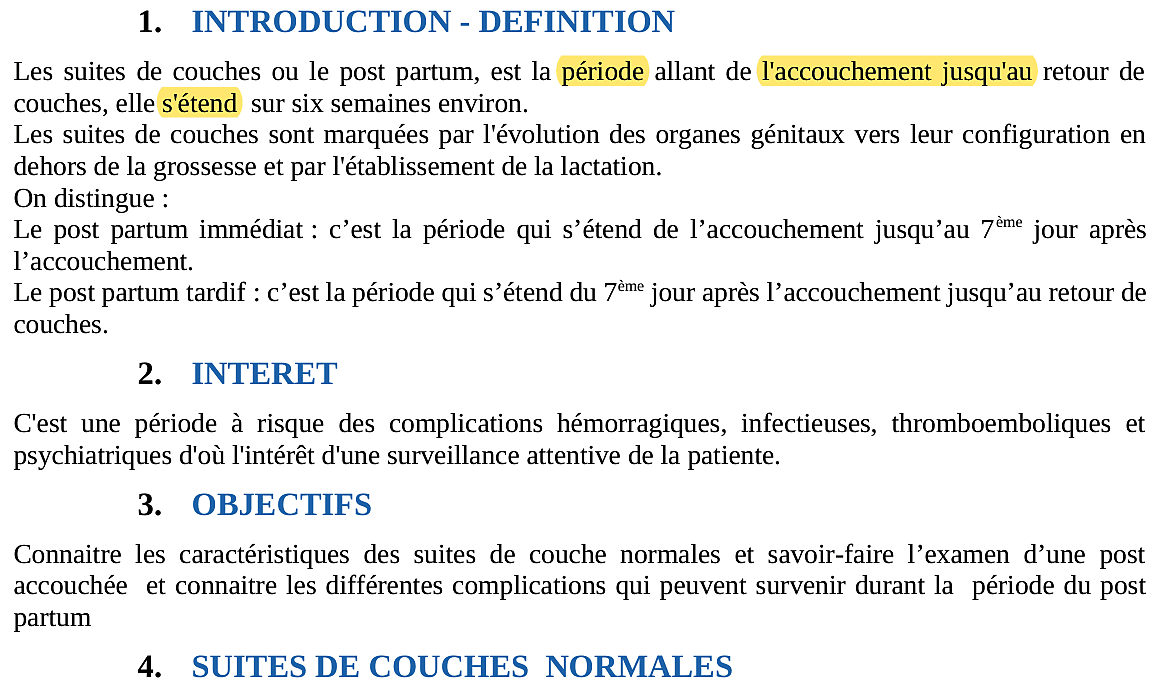 1. INTRODUCTION - DEFINITION
Les suites de couches ou le post partum, est la période allant de l'accouchement jusqu'au retour de
couches, elle s'étend sur six semaines environ.
Les suites de couches sont marquées par l'évolution des organes génitaux vers leur configuration en
dehors de la grossesse et par l'établissement de la lactation.
On distingue :
Le post partum immédiat : c’est la période qui s’étend de l’accouchement jusqu’au 7ème jour après
l’accouchement.
Le post partum tardif : c’est la période qui s’étend du 7ème jour après l’accouchement jusqu’au retour de
couches.
2. INTERET
C'est une période à risque des complications hémorragiques, infectieuses, thromboemboliques et
psychiatriques d'où l'intérêt d'une surveillance attentive de la patiente.
3. OBJECTIFS
Connaitre les caractéristiques des suites de couche normales et savoir-faire l’examen d’une post
accouchée et connaitre les différentes complications qui peuvent survenir durant la période du post
partum
4. SUITES DE COUCHES NORMALES